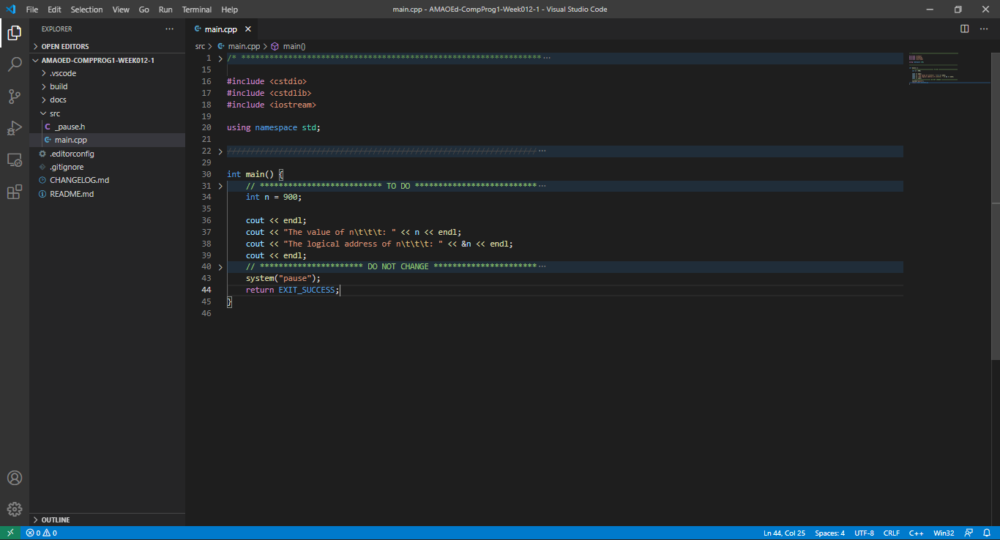 File Edit Selection View Go Run Terminal Help main.cpp - AMAOEd-CompProg1-Week012-1 - Visual Studio Code
EXPLORER ···
OPEN EDITORS
AMAOED-COMPPROG1-WEEK012-1
.vscode
build
docs
src
C _pause.h
main.cpp
.editorconfig
.gitignore
CHANGELOG.md
README.md
OUTLINE
main.cpp
src > main.cpp > main()
1 /* **************************************************************** ···
15
16 #include <cstdio>
17 #include <cstdlib>
18 #include <iostream>
19
20 using namespace std;
21
22 ////////////////////////////////////////////////////////////////// ···
29
30 int main() {
31 // ************************** TO DO ************************** ···
34 int n = 900;
35
36 cout << endl;
37 cout << "The value of n\t\t\t: " << n << endl;
38 cout << "The logical address of n\t\t\t: " << &n << endl;
39 cout << endl;
40 // ********************** DO NOT CHANGE ********************** ···
43 system("pause");
44 return EXIT_SUCCESS;
45 }
46
0 0 Ln 44, Col 25 Spaces: 4 UTF-8 CRLF C++ Win32